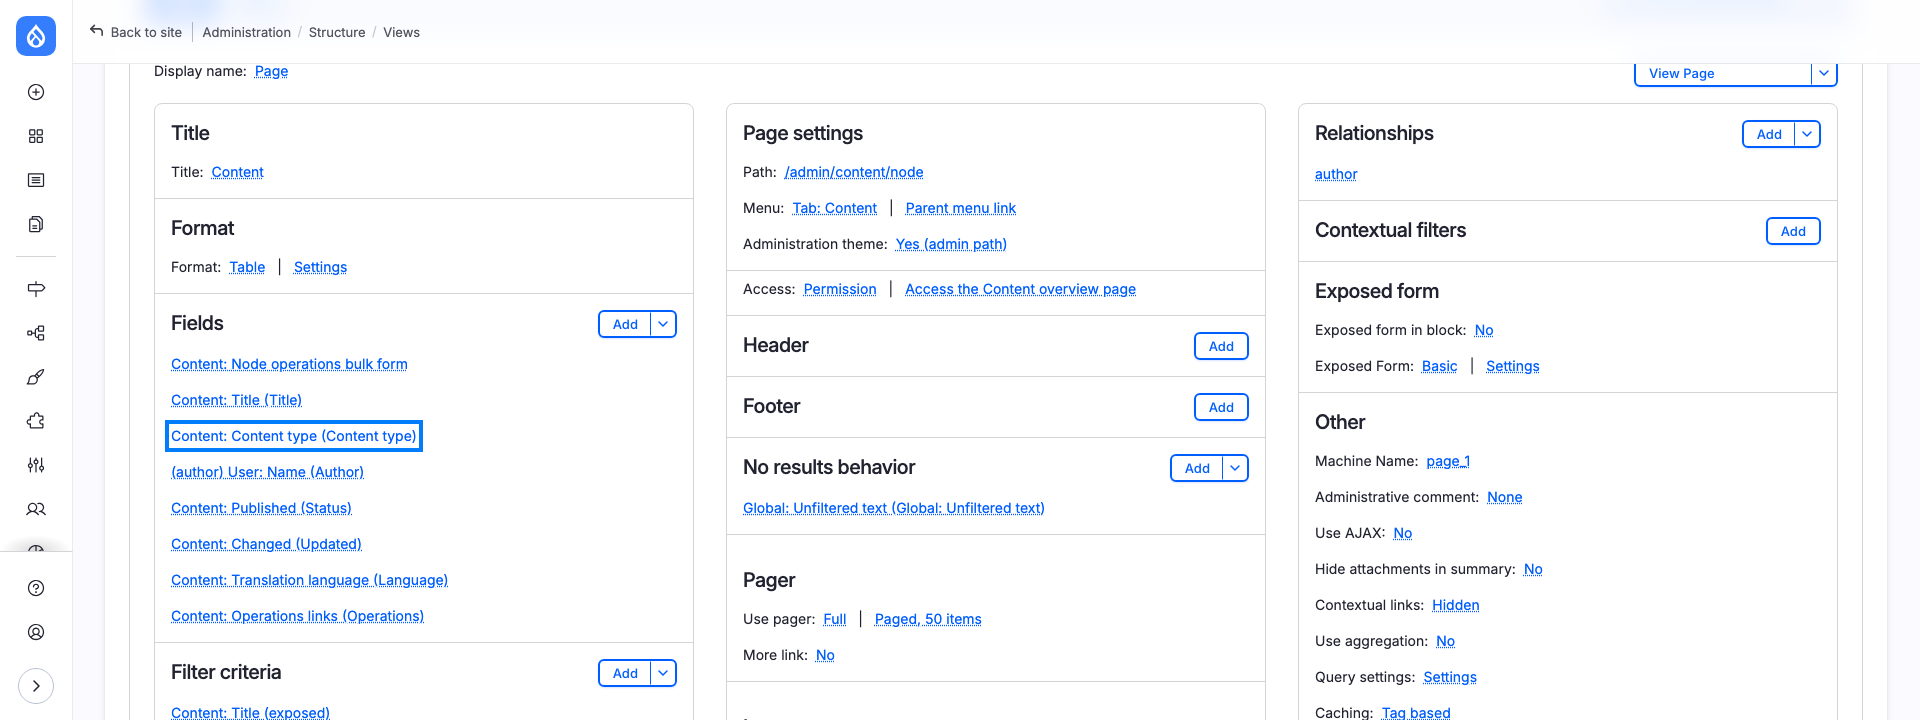 Back to site
Administration / Structure / Views
Display name: Page
View Page
Title
Title: Content
Format
Format: Table | Settings
Fields
Add
Content: Node operations bulk form
Content: Title (Title)
Content: Content type (Content type)
(author) User: Name (Author)
Content: Published (Status)
Content: Changed (Updated)
Content: Translation language (Language)
Content: Operations links (Operations)
Filter criteria
Add
Content: Title (exposed)
Page settings
Path: /admin/content/node
Menu: Tab: Content | Parent menu link
Administration theme: Yes (admin path)
Access: Permission | Access the Content overview page
Header
Add
Footer
Add
No results behavior
Add
Global: Unfiltered text (Global: Unfiltered text)
Pager
Use pager: Full | Paged, 50 items
More link: No
Relationships
Add
author
Contextual filters
Add
Exposed form
Exposed form in block: No
Exposed Form: Basic | Settings
Other
Machine Name: page_1
Administrative comment: None
Use AJAX: No
Hide attachments in summary: No
Contextual links: Hidden
Use aggregation: No
Query settings: Settings
Caching: Tag based